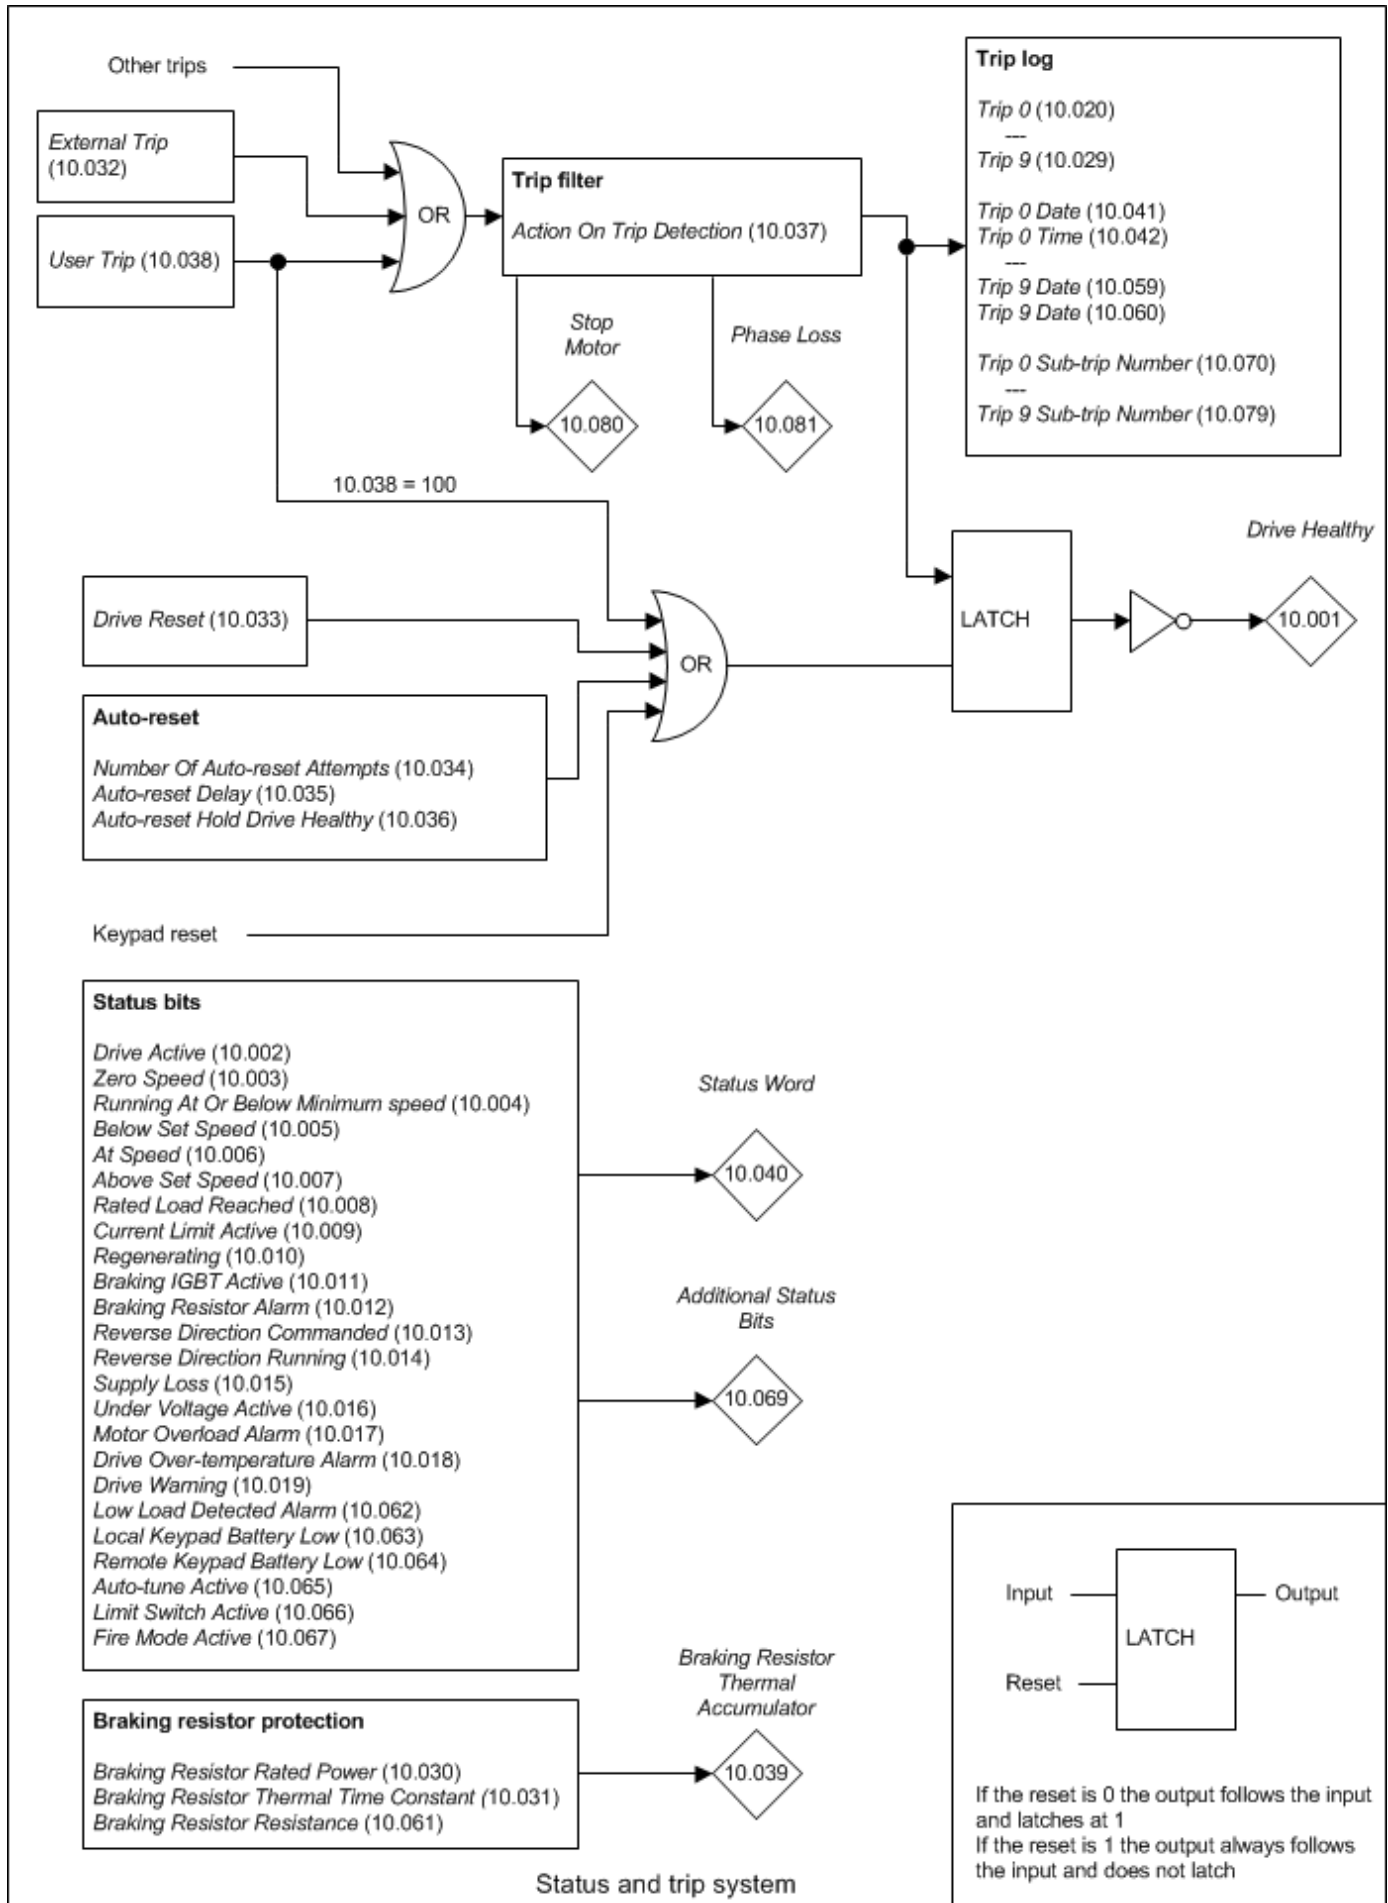 Other trips
External Trip
(10.032)
User Trip (10.038)
OR
Trip filter
Action On Trip Detection (10.037)
Stop
Motor
10.080
Phase Loss
10.081
Trip log
Trip 0 (10.020)
---
Trip 9 (10.029)
Trip 0 Date (10.041)
Trip 0 Time (10.042)
---
Trip 9 Date (10.059)
Trip 9 Date (10.060)
Trip 0 Sub-trip Number (10.070)
---
Trip 9 Sub-trip Number (10.079)
10.038 = 100
Drive Reset (10.033)
Auto-reset
Number Of Auto-reset Attempts (10.034)
Auto-reset Delay (10.035)
Auto-reset Hold Drive Healthy (10.036)
Keypad reset
OR
LATCH
Drive Healthy
10.001
Status bits
Drive Active (10.002)
Zero Speed (10.003)
Running At Or Below Minimum speed (10.004)
Below Set Speed (10.005)
At Speed (10.006)
Above Set Speed (10.007)
Rated Load Reached (10.008)
Current Limit Active (10.009)
Regenerating (10.010)
Braking IGBT Active (10.011)
Braking Resistor Alarm (10.012)
Reverse Direction Commanded (10.013)
Reverse Direction Running (10.014)
Supply Loss (10.015)
Under Voltage Active (10.016)
Motor Overload Alarm (10.017)
Drive Over-temperature Alarm (10.018)
Drive Warning (10.019)
Low Load Detected Alarm (10.062)
Local Keypad Battery Low (10.063)
Remote Keypad Battery Low (10.064)
Auto-tune Active (10.065)
Limit Switch Active (10.066)
Fire Mode Active (10.067)
Status Word
10.040
Additional Status
Bits
10.069
Braking resistor protection
Braking Resistor Rated Power (10.030)
Braking Resistor Thermal Time Constant (10.031)
Braking Resistor Resistance (10.061)
Braking Resistor
Thermal
Accumulator
10.039
Input
Reset
LATCH
Output
If the reset is 0 the output follows the input
and latches at 1
If the reset is 1 the output always follows
the input and does not latch
Status and trip system